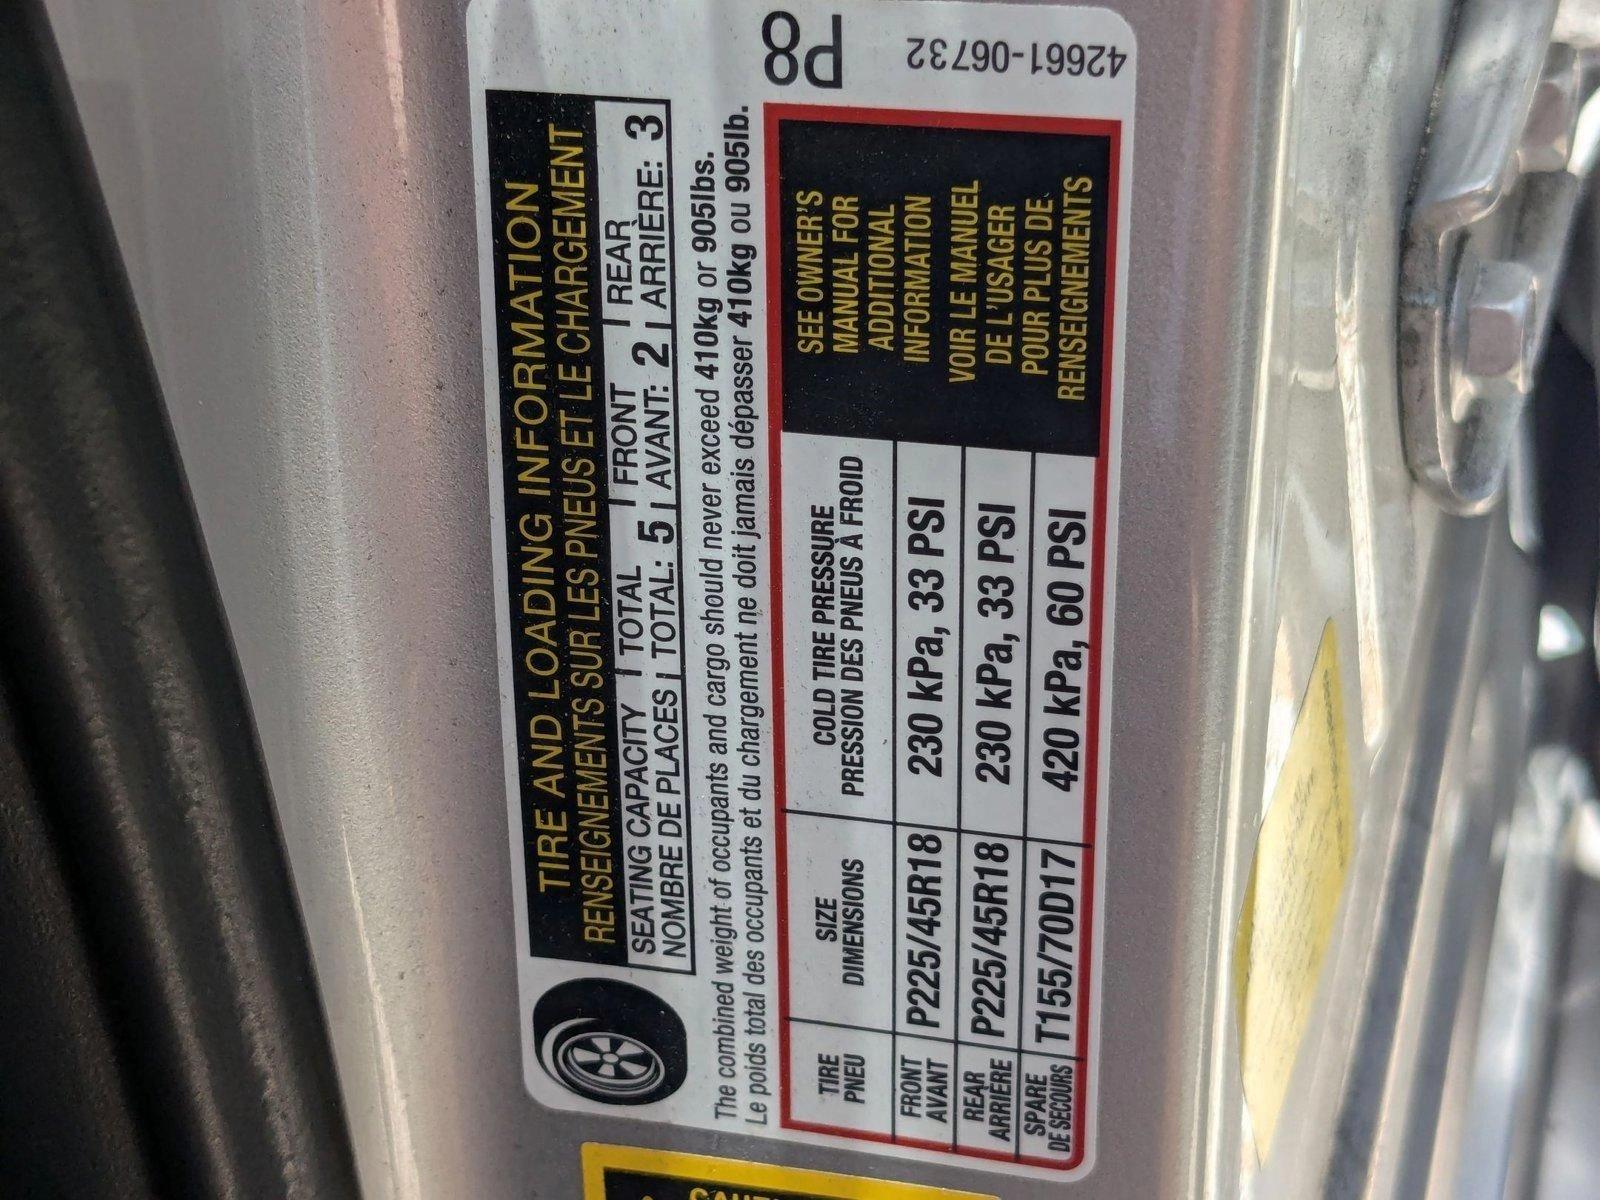 TIRE AND LOADING INFORMATION
RENSEIGNEMENTS SUR LES PNEUS ET LE CHARGEMENT
SEATING CAPACITY | TOTAL | FRONT | REAR
NOMBRE DE PLACES | TOTAL: 5 | AVANT: 2 | ARRIÈRE: 3
The combined weight of occupants and cargo should never exceed 410kg or 905lbs.
Le poids total des occupants et du chargement ne doit jamais dépasser 410kg ou 905lb.
TIRE SIZE COLD TIRE PRESSURE
PNEU DIMENSIONS PRESSION DES PNEUS À FROID
FRONT
AVANT P225/45R18 230 kPa, 33 PSI
REAR
ARRIÈRE P225/45R18 230 kPa, 33 PSI
SPARE
DE SECOURS T155/70D17 420 kPa, 60 PSI
SEE OWNER'S
MANUAL FOR
ADDITIONAL
INFORMATION
VOIR LE MANUEL
DE L'USAGER
POUR PLUS DE
RENSEIGNEMENTS
P8
42661-06732